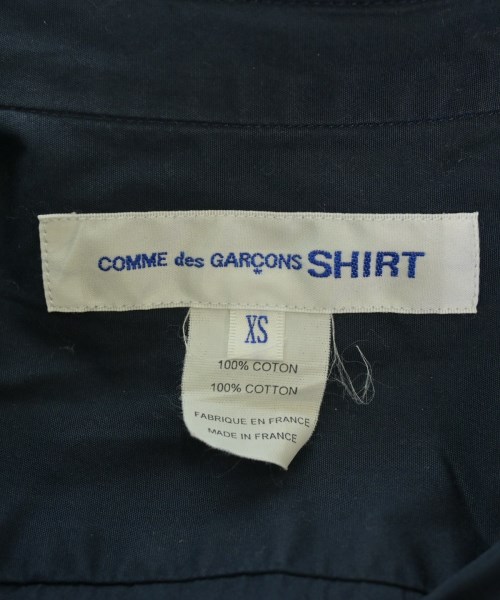 COMME des GARÇONS SHIRT
XS
100% COTON
100% COTTON
FABRIQUE EN FRANCE
MADE IN FRANCE